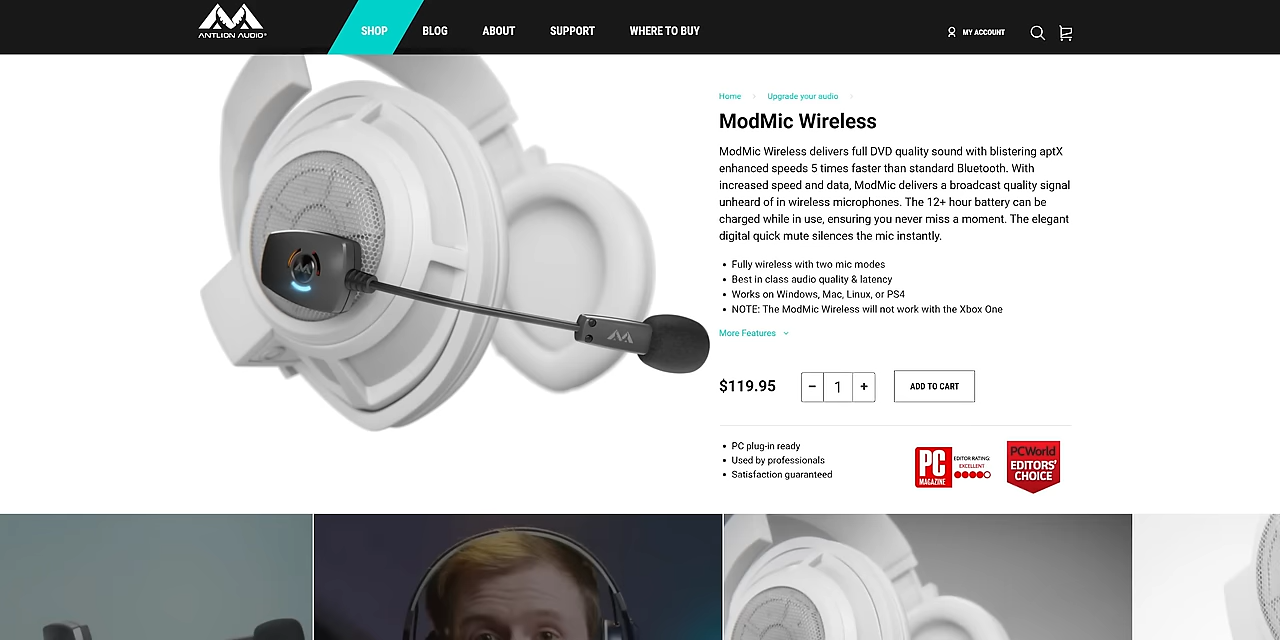 ANTLION AUDIO®
SHOP
BLOG
ABOUT
SUPPORT
WHERE TO BUY
MY ACCOUNT
Home
Upgrade your audio
ModMic Wireless
ModMic Wireless delivers full DVD quality sound with blistering aptX
enhanced speeds 5 times faster than standard Bluetooth. With
increased speed and data, ModMic delivers a broadcast quality signal
unheard of in wireless microphones. The 12+ hour battery can be
charged while in use, ensuring you never miss a moment. The elegant
digital quick mute silences the mic instantly.
• Fully wireless with two mic modes
• Best in class audio quality & latency
• Works on Windows, Mac, Linux, or PS4
• NOTE: The ModMic Wireless will not work with the Xbox One
More Features
$119.95
− 1 +
ADD TO CART
• PC plug-in ready
• Used by professionals
• Satisfaction guaranteed
PC
MAGAZINE
EDITOR RATING:
EXCELLENT
PCWorld
EDITORS'
CHOICE